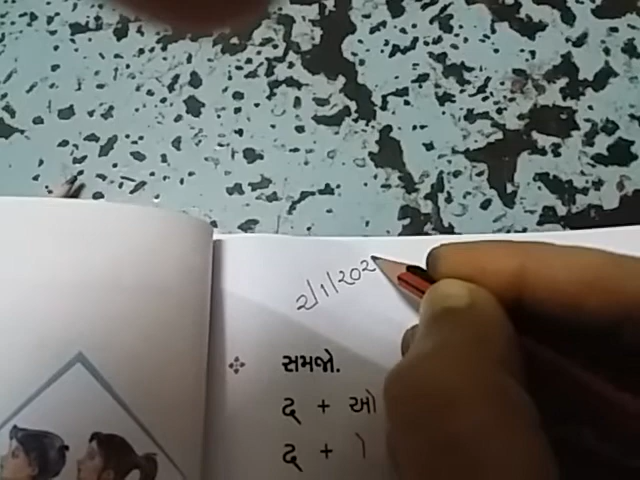 ૨/૧/૨૦૨
સમજો.
દ્ + ઓ
દ્ + ો